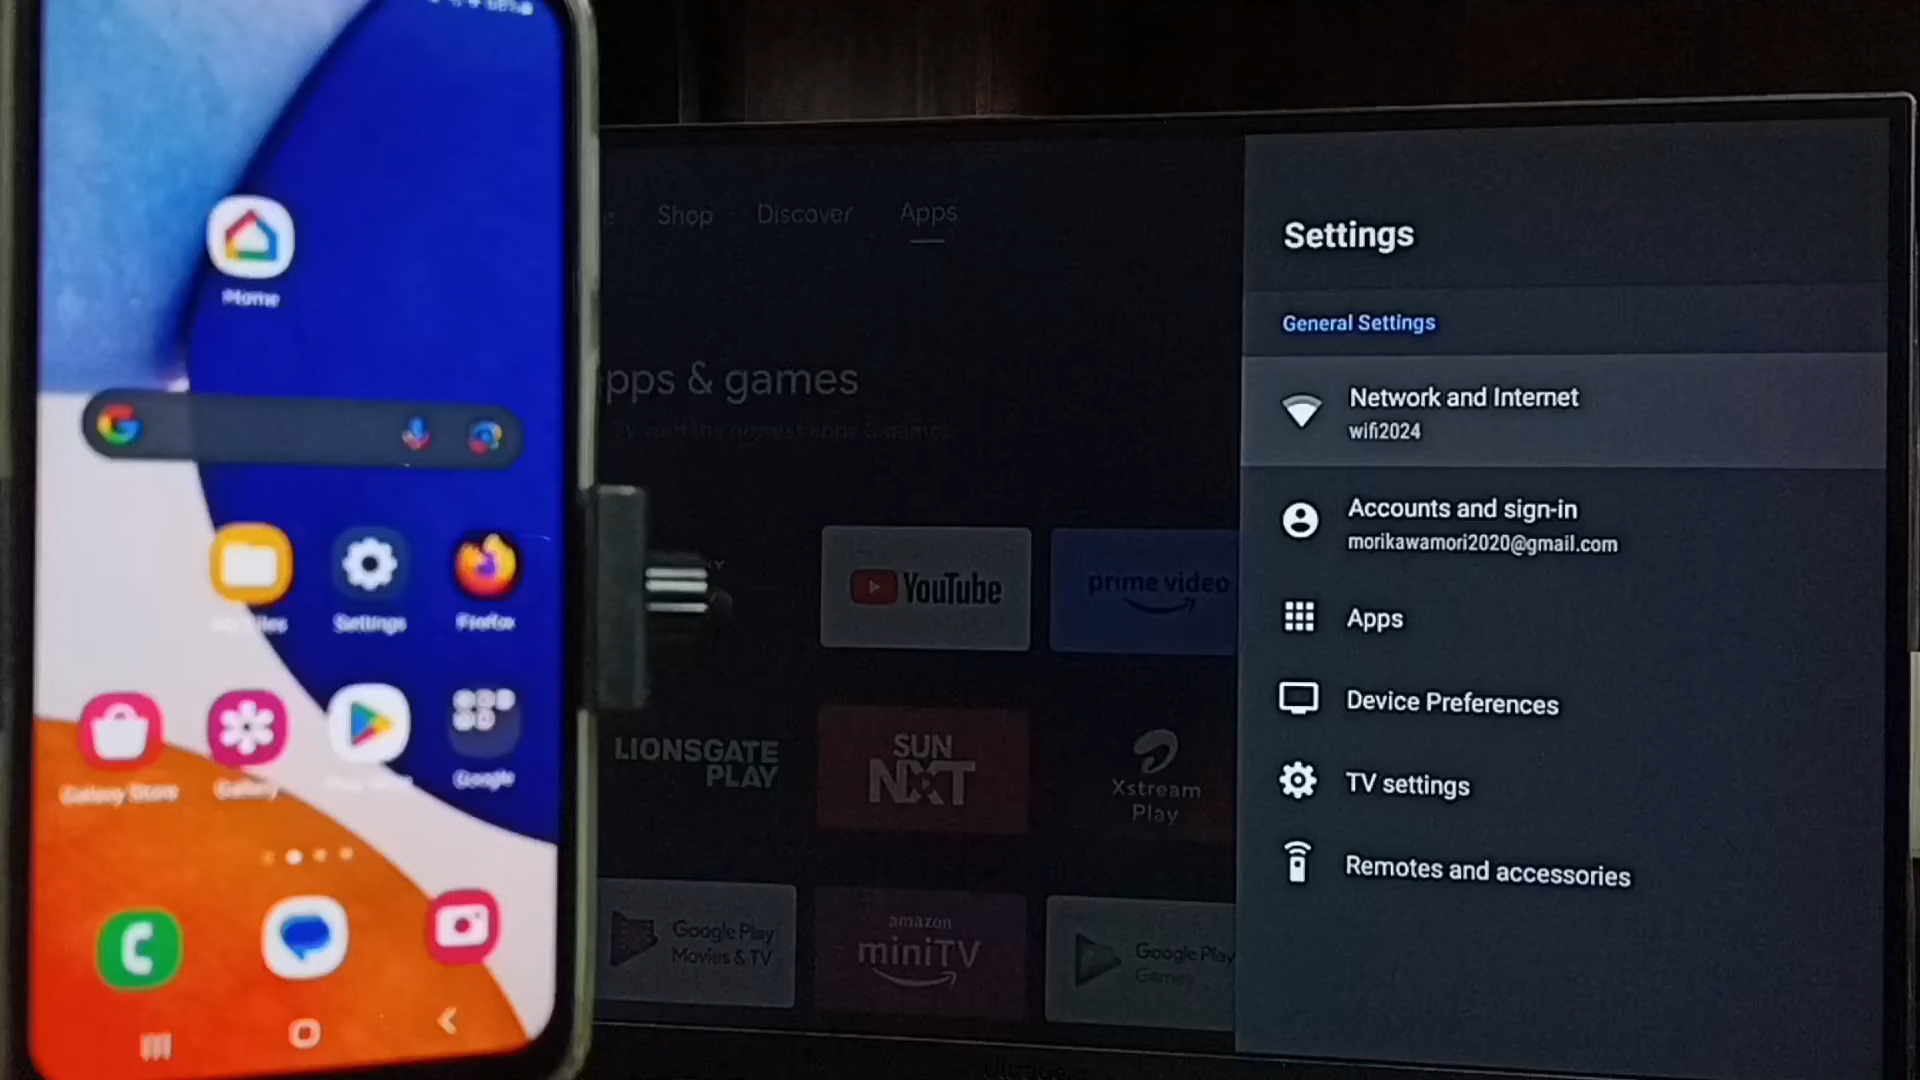 Home
Settings
Firefox
Galaxy Store
Gallery
Google
Shop
Discover
Apps
pps & games
YouTube
prime video
LIONSGATE
PLAY
SUN
NXT
Xstream
Play
Google Play
Movies & TV
amazon
miniTV
Google Play
Games
Settings
General Settings
Network and Internet
wifi2024
Accounts and sign-in
morikawamori2020@gmail.com
Apps
Device Preferences
TV settings
Remotes and accessories